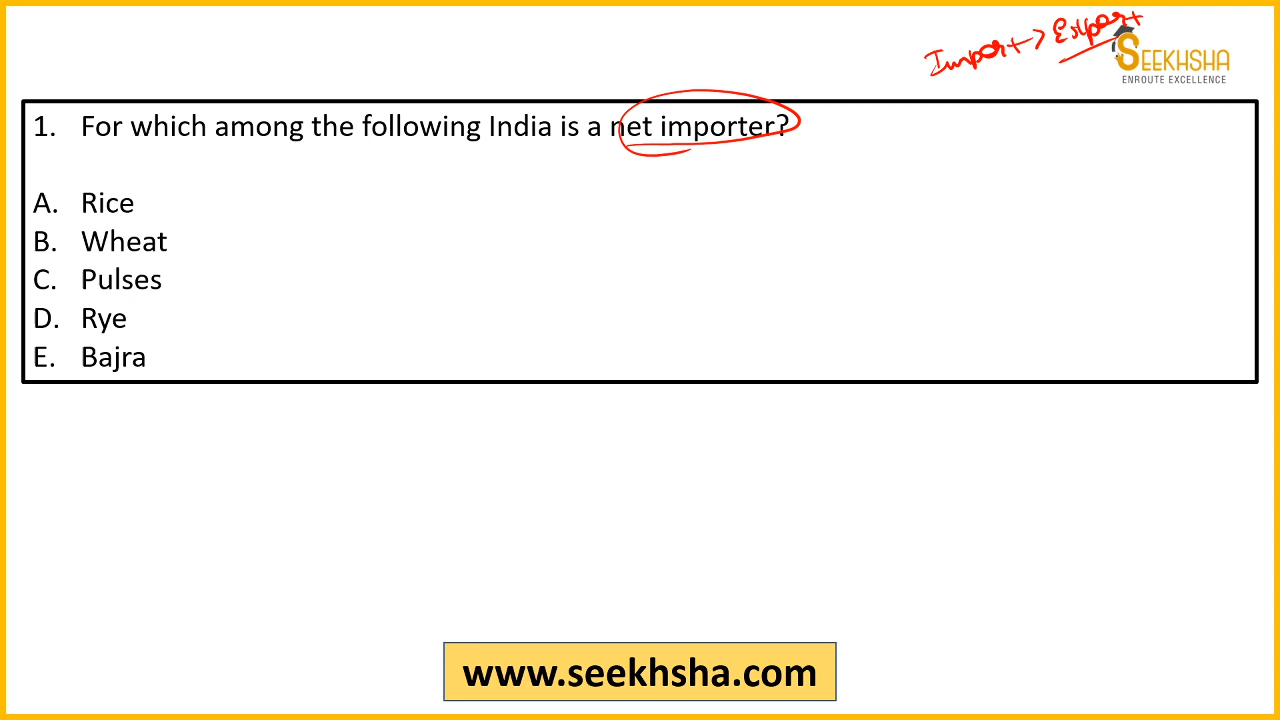 Import > Export
SEEKHSHA
ENROUTE EXCELLENCE
1. For which among the following India is a net importer?
A. Rice
B. Wheat
C. Pulses
D. Rye
E. Bajra
www.seekhsha.com